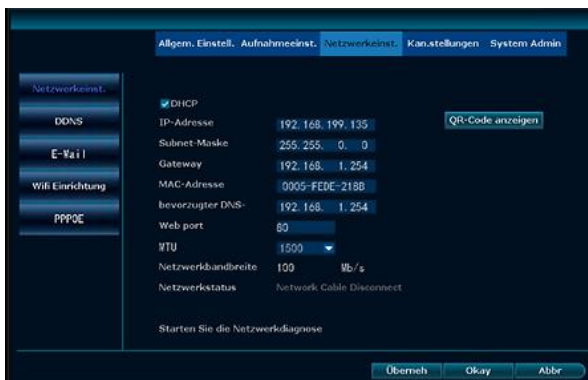 Allgem. Einstell. Aufnahmeeinst. Netzwerkeinst. Kan.stellungen System Admin
Netzwerkeinst.
DDNS
E-Mail
Wifi Einrichtung
PPPOE
DHCP
IP-Adresse 192.168.199.135 QR-Code anzeigen
Subnet-Maske 255.255. 0. 0
Gateway 192.168. 1.254
MAC-Adresse 0005-FEDE-218B
bevorzugter DNS- 192.168. 1.254
Web port 80
MTU 1500
Netzwerkbandbreite 100 Mb/s
Netzwerkstatus Network Cable Disconnect
Starten Sie die Netzwerkdiagnose
Überneh Okay Abbr